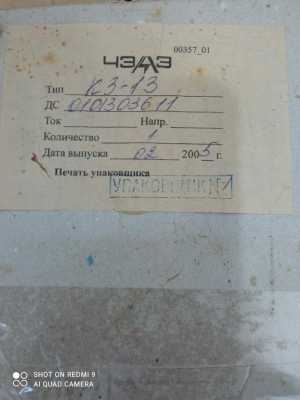 00357_01
ЧЭАЗ
Тип КЗ-13
ДС 0101303611
Ток Напр.
Количество 1
Дата выпуска 02 2005 г.
Печать упаковщика
УПАКОВЩИК №1
SHOT ON REDMI 9
AI QUAD CAMERA